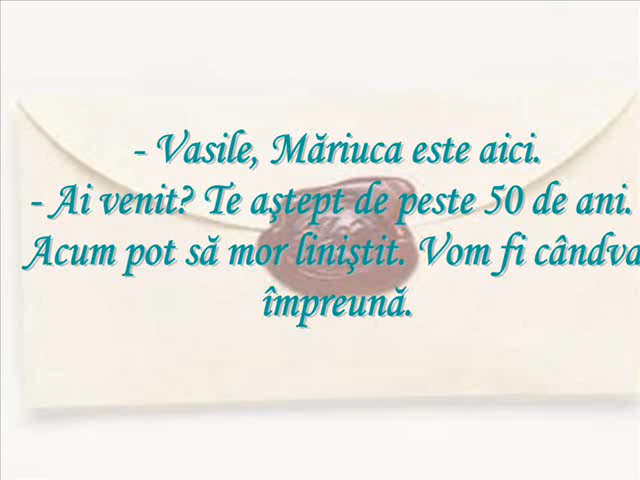 - Vasile, Măriuca este aici.
- Ai venit? Te aştept de peste 50 de ani.
Acum pot să mor liniştit. Vom fi cândva
împreună.